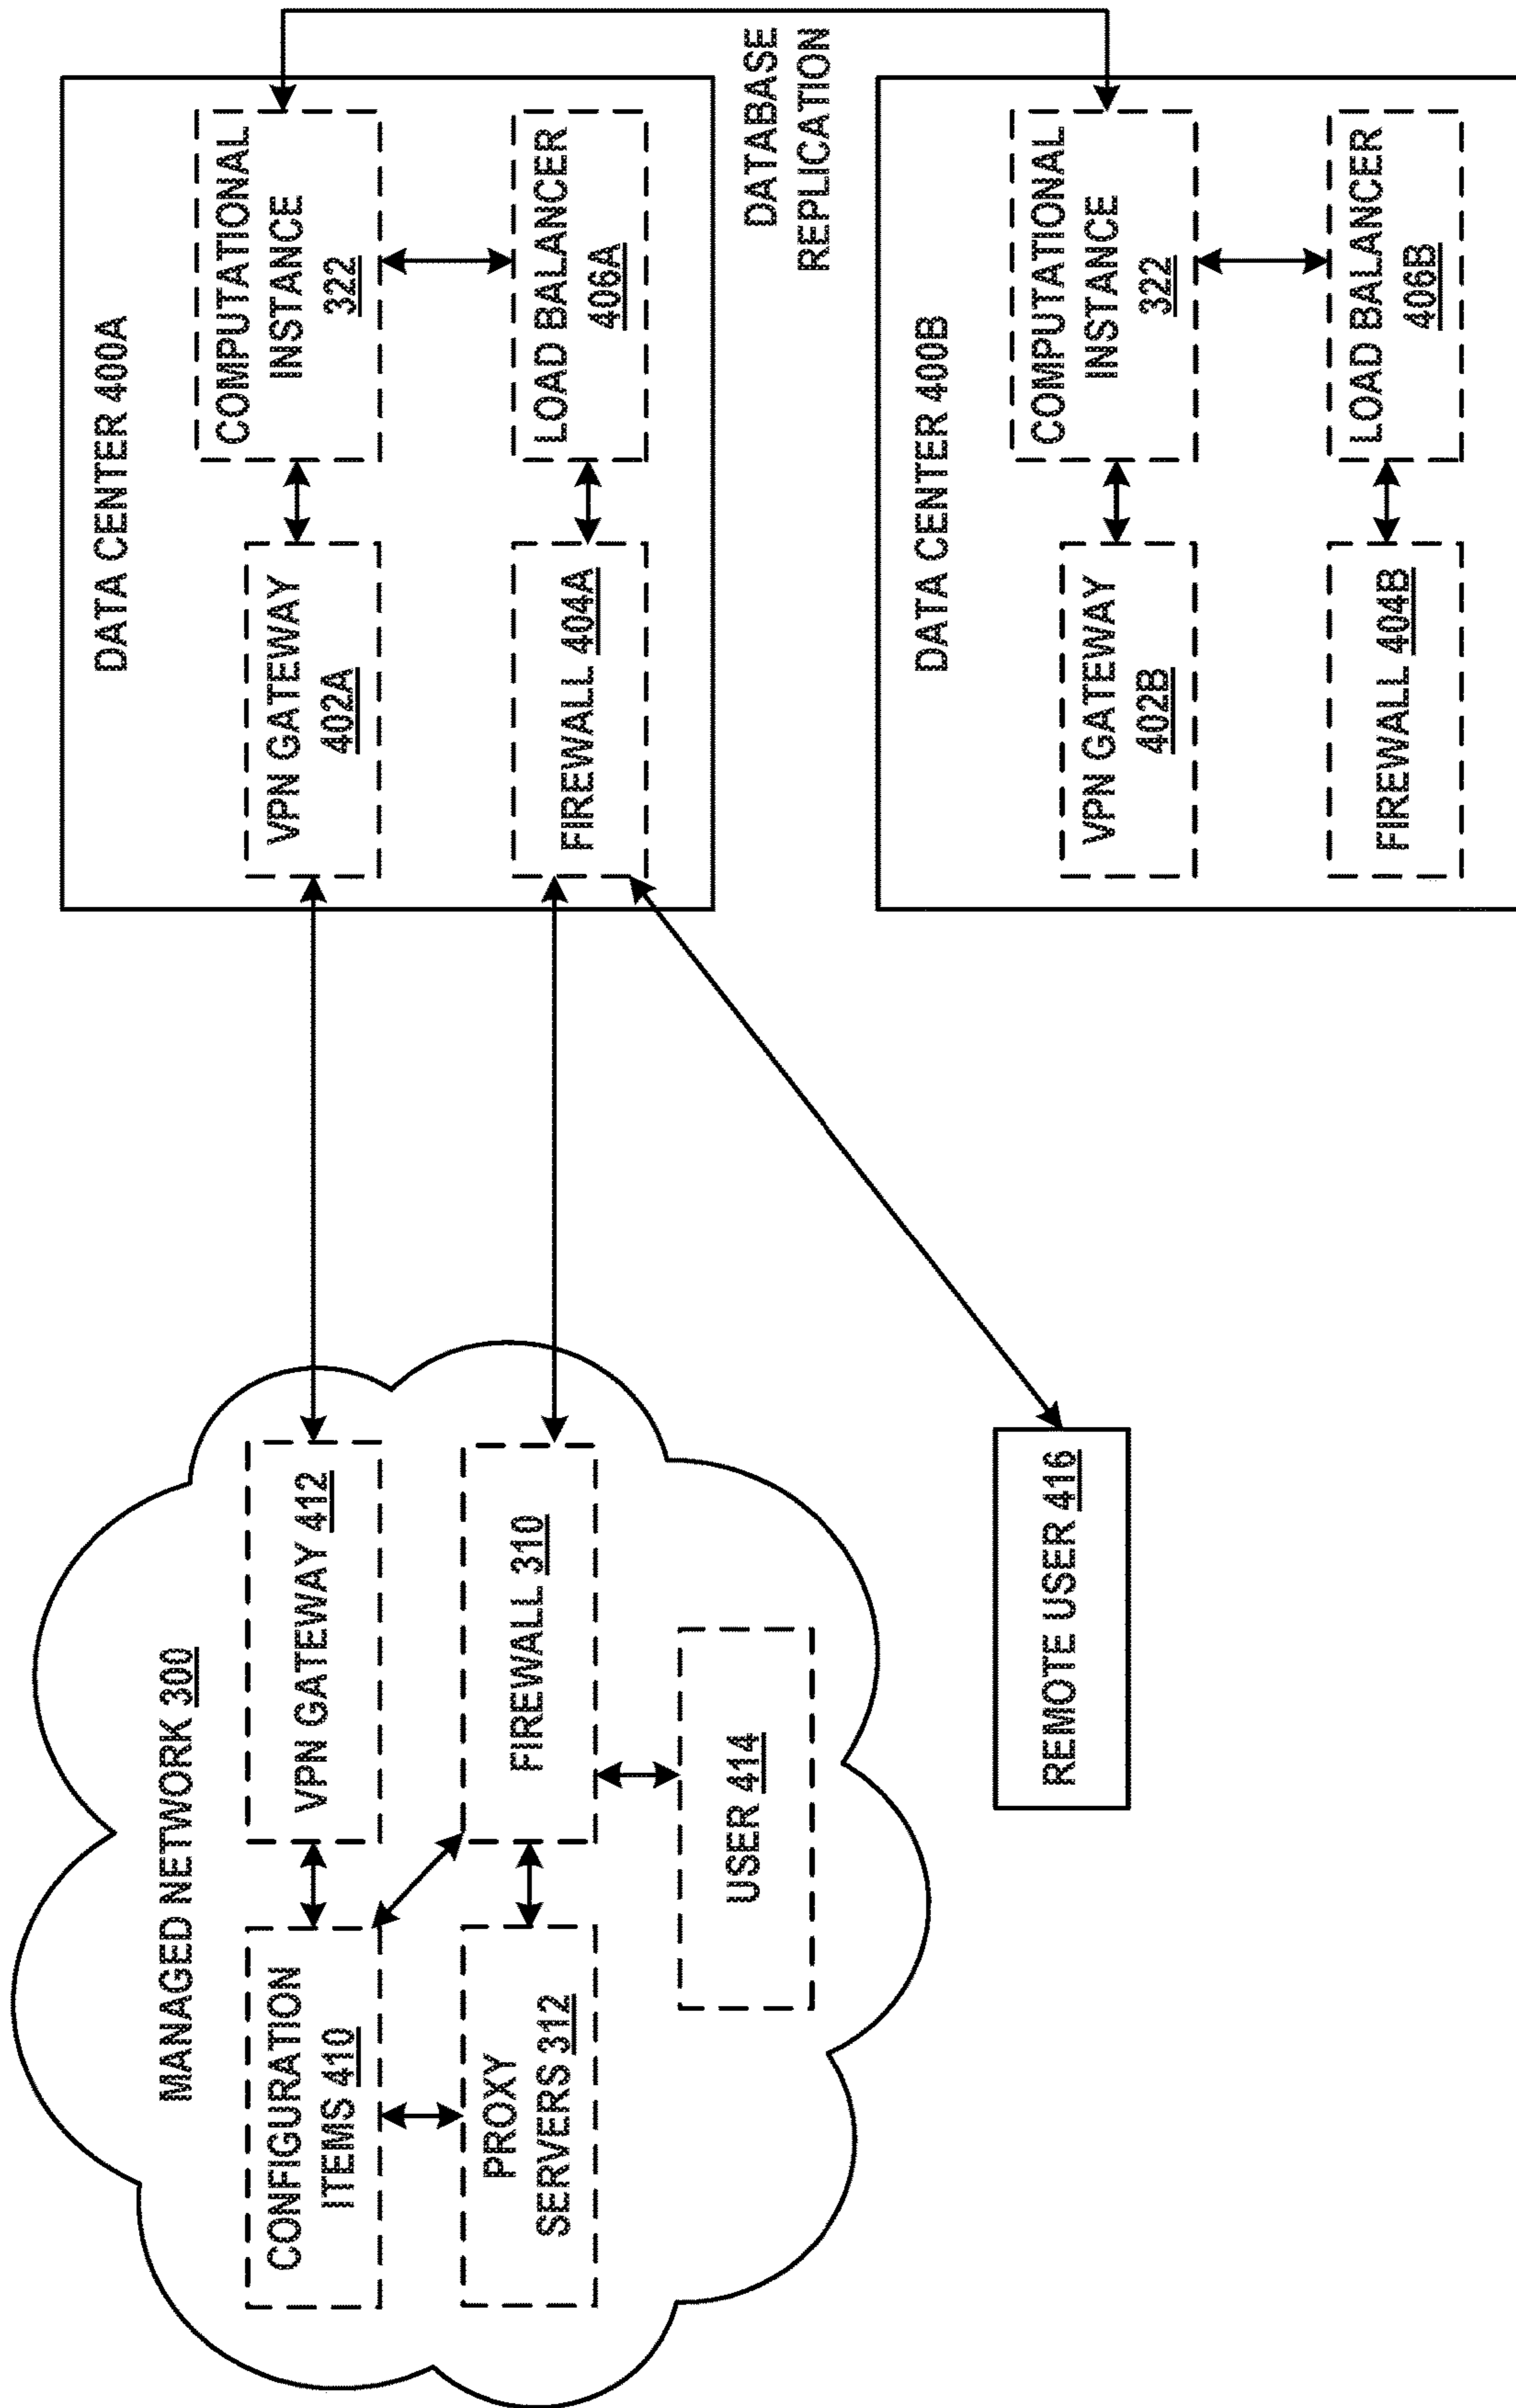 MANAGED NETWORK 300
CONFIGURATION
ITEMS 410
VPN GATEWAY 412
PROXY
SERVERS 312
FIREWALL 310
USER 414
REMOTE USER 416
DATA CENTER 400A
VPN GATEWAY
402A
COMPUTATIONAL
INSTANCE
322
FIREWALL 404A
LOAD BALANCER
406A
DATABASE
REPLICATION
DATA CENTER 400B
VPN GATEWAY
402B
COMPUTATIONAL
INSTANCE
322
FIREWALL 404B
LOAD BALANCER
406B